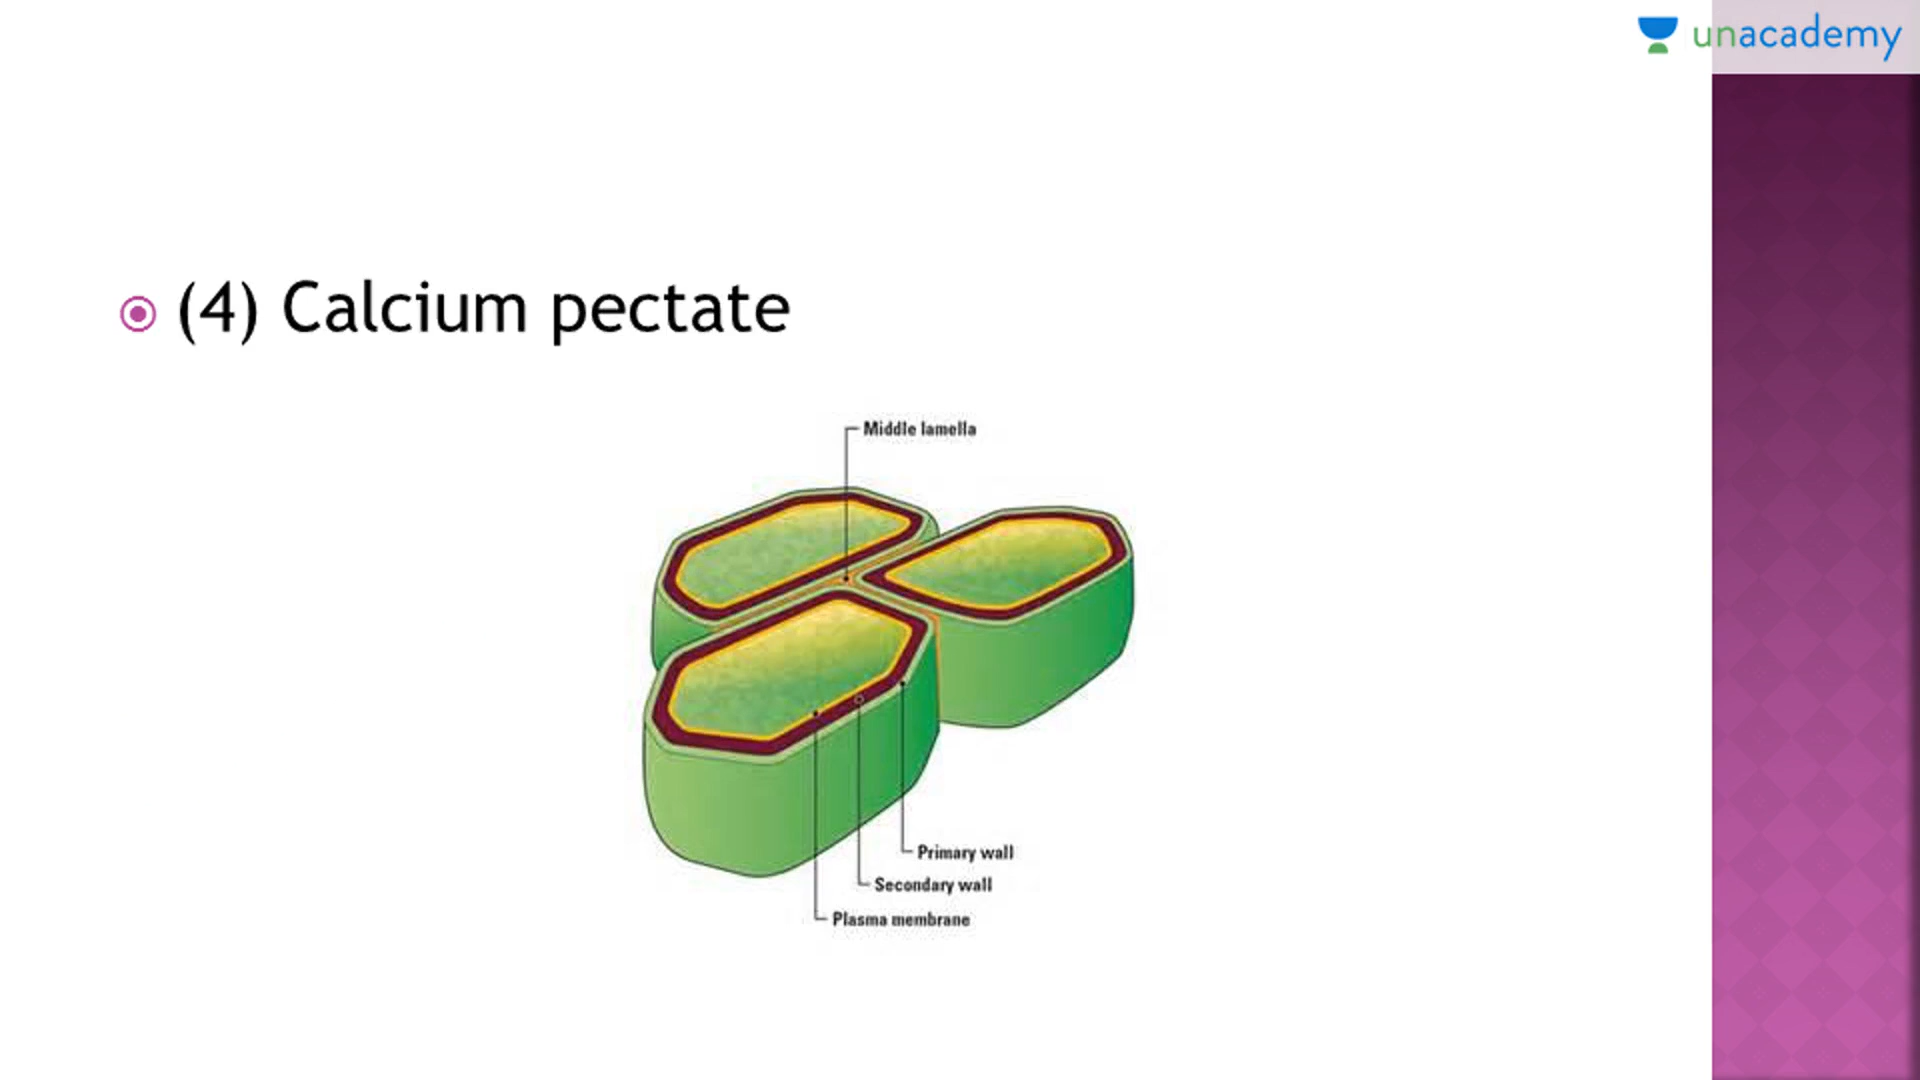 unacademy
(4) Calcium pectate
Middle lamella
Primary wall
Secondary wall
Plasma membrane